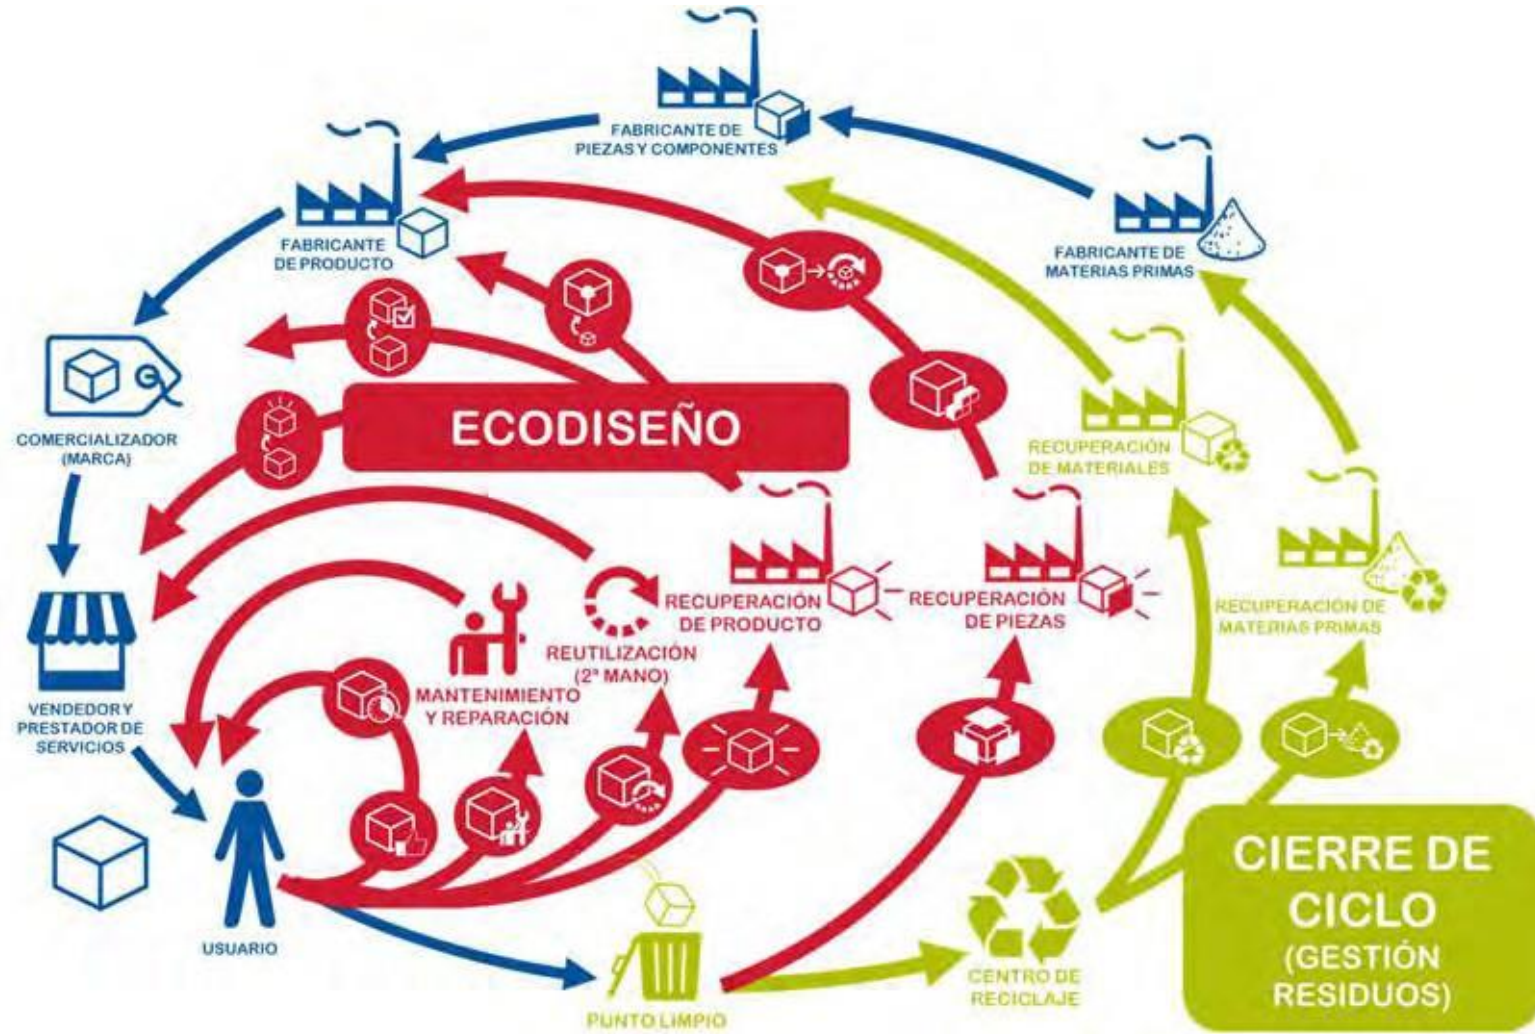 FABRICANTE DE
PIEZAS Y COMPONENTES
FABRICANTE
DE PRODUCTO
FABRICANTE DE
MATERIAS PRIMAS
COMERCIALIZADOR
(MARCA)
ECODISEÑO
RECUPERACIÓN
DE MATERIALES
RECUPERACIÓN
DE PRODUCTO
RECUPERACIÓN
DE PIEZAS
RECUPERACIÓN DE
MATERIAS PRIMAS
REUTILIZACIÓN
(2ª MANO)
MANTENIMIENTO
Y REPARACIÓN
VENDEDOR Y
PRESTADOR DE
SERVICIOS
USUARIO
PUNTO LIMPIO
CENTRO DE
RECICLAJE
CIERRE DE
CICLO
(GESTIÓN
RESIDUOS)